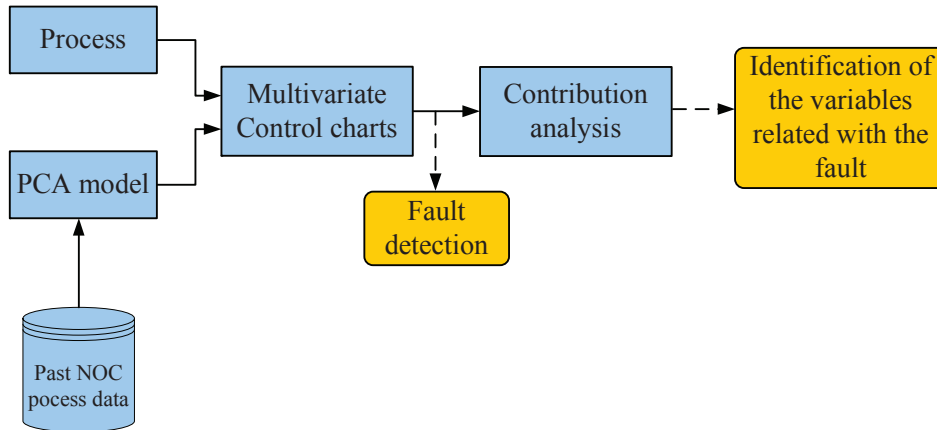 Process
Multivariate
Control charts
Contribution
analysis
Identification of
the variables
related with the
fault
PCA model
Fault
detection
Past NOC
pocess data